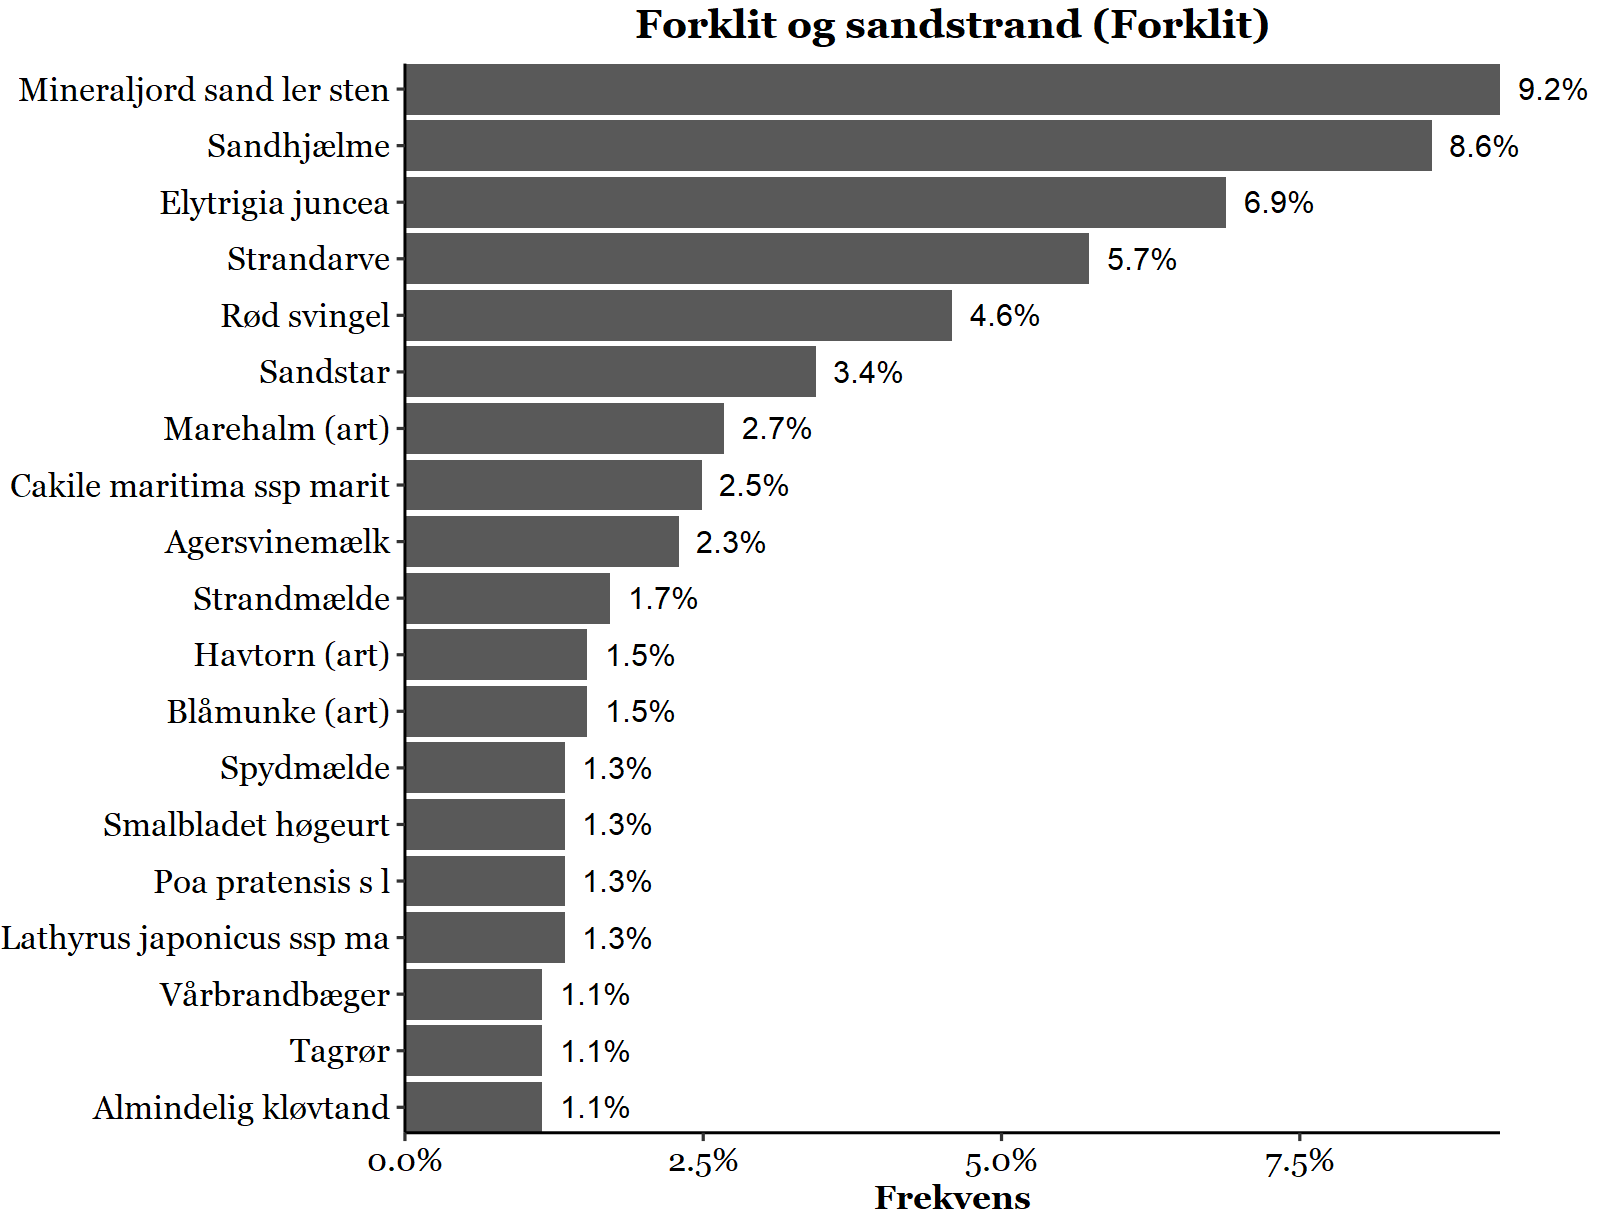 Forklit og sandstrand (Forklit)
Mineraljord sand ler sten 9.2%
Sandhjælme 8.6%
Elytrigia juncea 6.9%
Strandarve 5.7%
Rød svingel 4.6%
Sandstar 3.4%
Marehalm (art) 2.7%
Cakile maritima ssp marit 2.5%
Agersvinemælk 2.3%
Strandmælde 1.7%
Havtorn (art) 1.5%
Blåmunke (art) 1.5%
Spydmælde 1.3%
Smalbladet høgeurt 1.3%
Poa pratensis s l 1.3%
Lathyrus japonicus ssp ma 1.3%
Vårbrandbæger 1.1%
Tagrør 1.1%
Almindelig kløvtand 1.1%
0.0% 2.5% 5.0% 7.5%
Frekvens